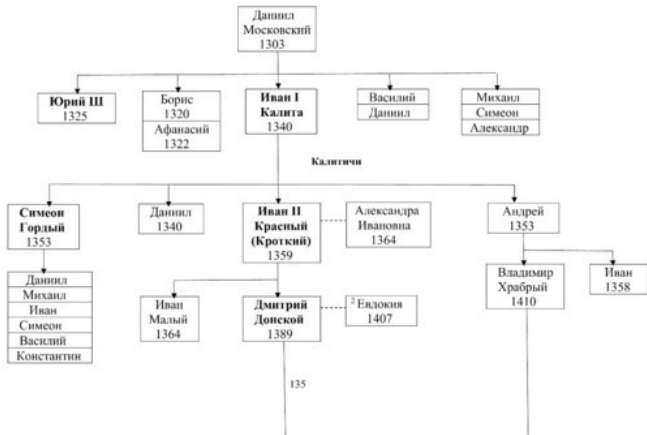 Даниил
Московский
1303
Юрий III
1325
Борис
1320
Афанасий
1322
Иван I
Калита
1340
Василий
Даниил
Михаил
Симеон
Александр
Калитичи
Симеон
Гордый
1353
Даниил
1340
Иван II
Красный
(Кроткий)
1359
Александра
Ивановна
1364
Андрей
1353
Даниил
Михаил
Иван
Симеон
Василий
Константин
Иван
Малый
1364
Дмитрий
Донской
1389
2 Евдокия
1407
Владимир
Храбрый
1410
Иван
1358
135